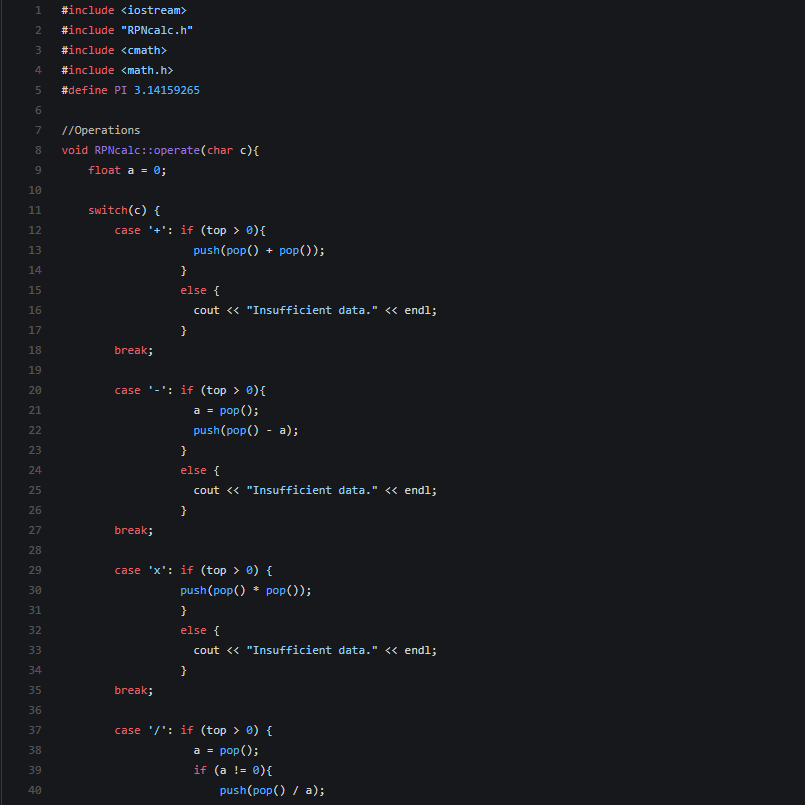 1 #include <iostream>
2 #include "RPNcalc.h"
3 #include <cmath>
4 #include <math.h>
5 #define PI 3.14159265
6
7 //Operations
8 void RPNcalc::operate(char c){
9     float a = 0;
10
11     switch(c) {
12         case '+': if (top > 0){
13                     push(pop() + pop());
14                   }
15                   else {
16                     cout << "Insufficient data." << endl;
17                   }
18         break;
19
20         case '-': if (top > 0){
21                     a = pop();
22                     push(pop() - a);
23                   }
24                   else {
25                     cout << "Insufficient data." << endl;
26                   }
27         break;
28
29         case 'x': if (top > 0) {
30                   push(pop() * pop());
31                   }
32                   else {
33                     cout << "Insufficient data." << endl;
34                   }
35         break;
36
37         case '/': if (top > 0) {
38                     a = pop();
39                     if (a != 0){
40                         push(pop() / a);